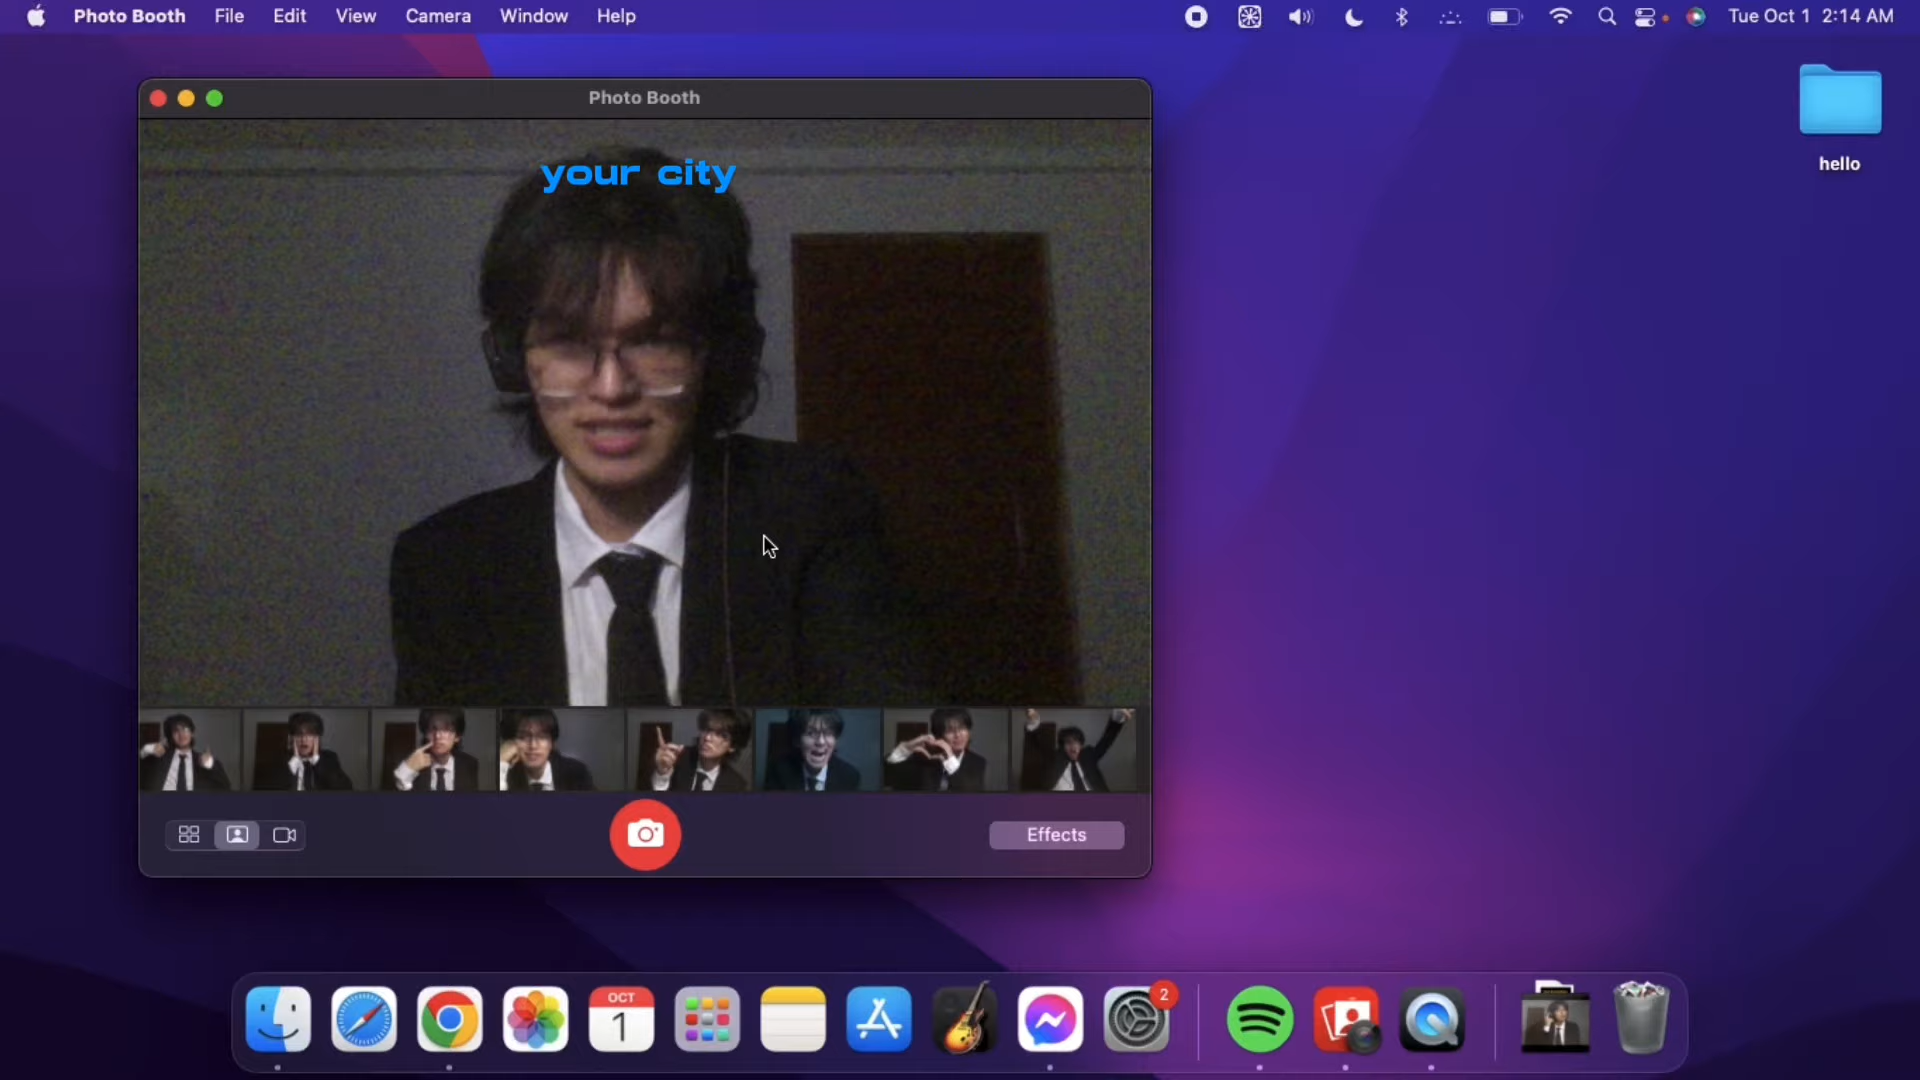 Photo Booth File Edit View Camera Window Help Tue Oct 1 2:14 AM
Photo Booth
your city
hello
Effects
OCT
1
2